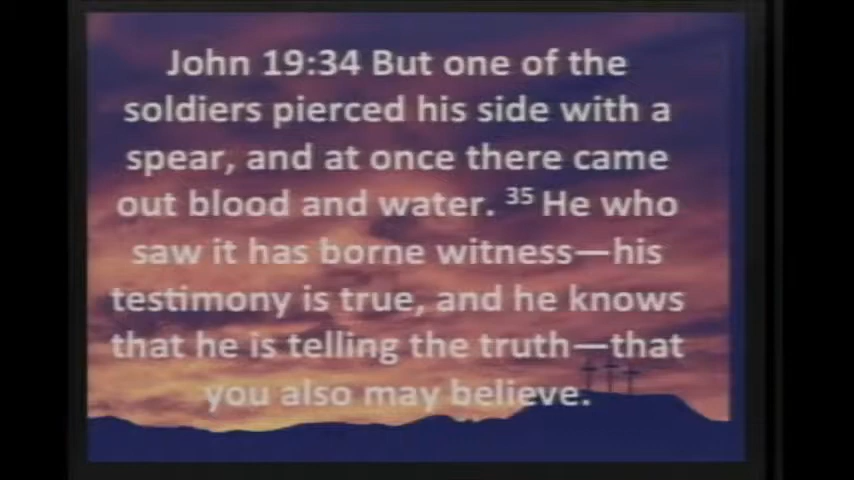 John 19:34 But one of the
soldiers pierced his side with a
spear, and at once there came
out blood and water. 35 He who
saw it has borne witness—his
testimony is true, and he knows
that he is telling the truth—that
you also may believe.